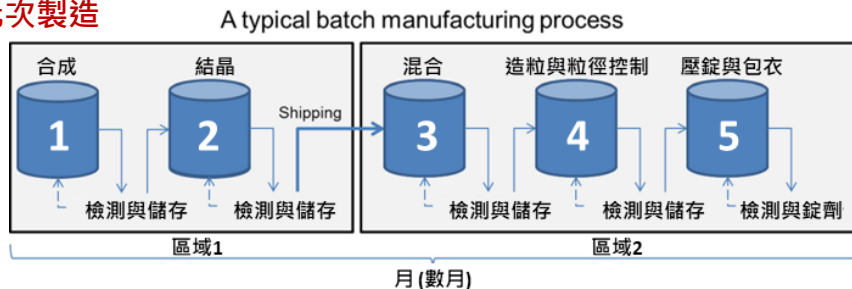 次製造
A typical batch manufacturing process
合成
結晶
混合
造粒與粒徑控制
壓錠與包衣
Shipping
1
2
3
4
5
檢測與儲存
檢測與儲存
檢測與儲存
檢測與儲存
檢測與錠劑
區域1
區域2
月(數月)